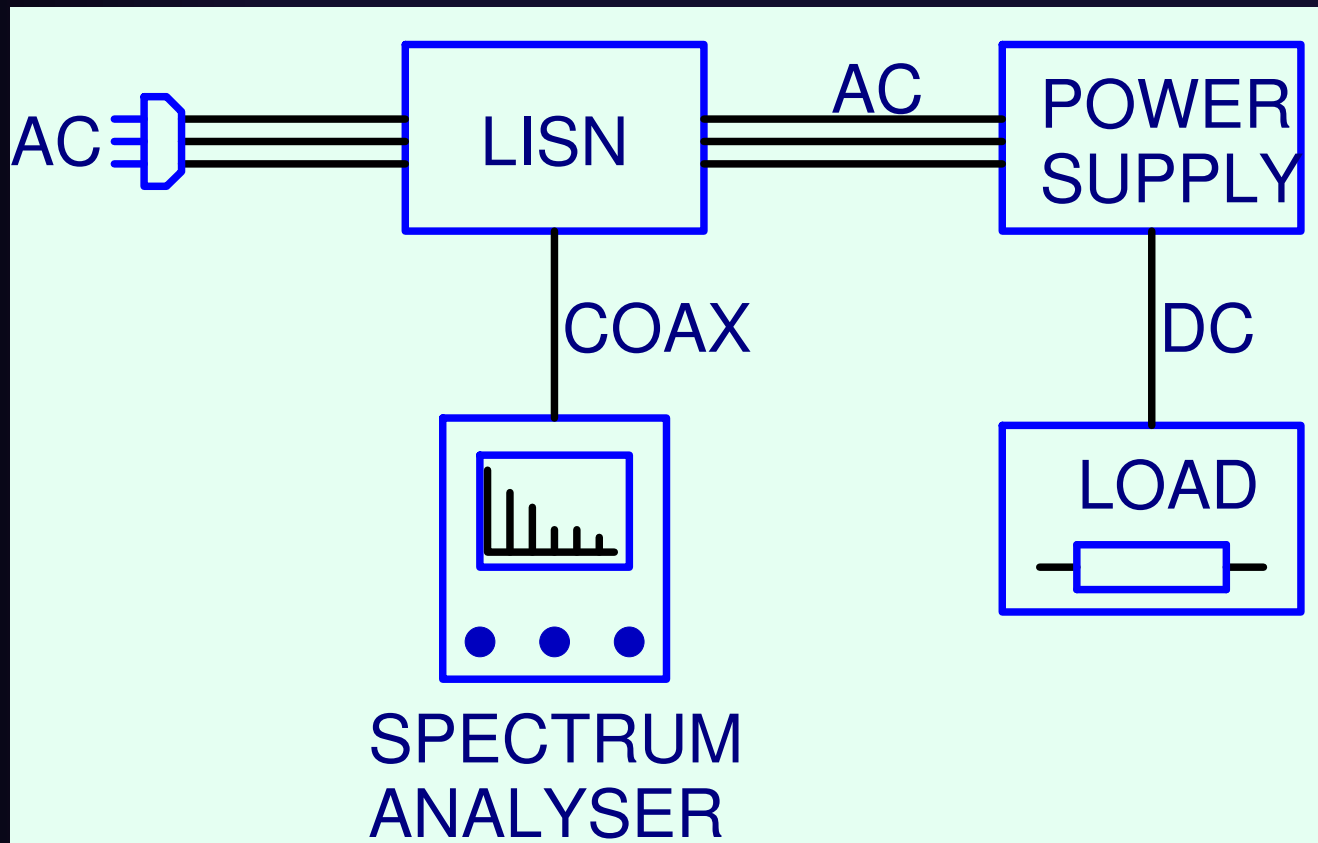 AC
LISN
AC
POWER
SUPPLY
COAX
DC
LOAD
SPECTRUM
ANALYSER